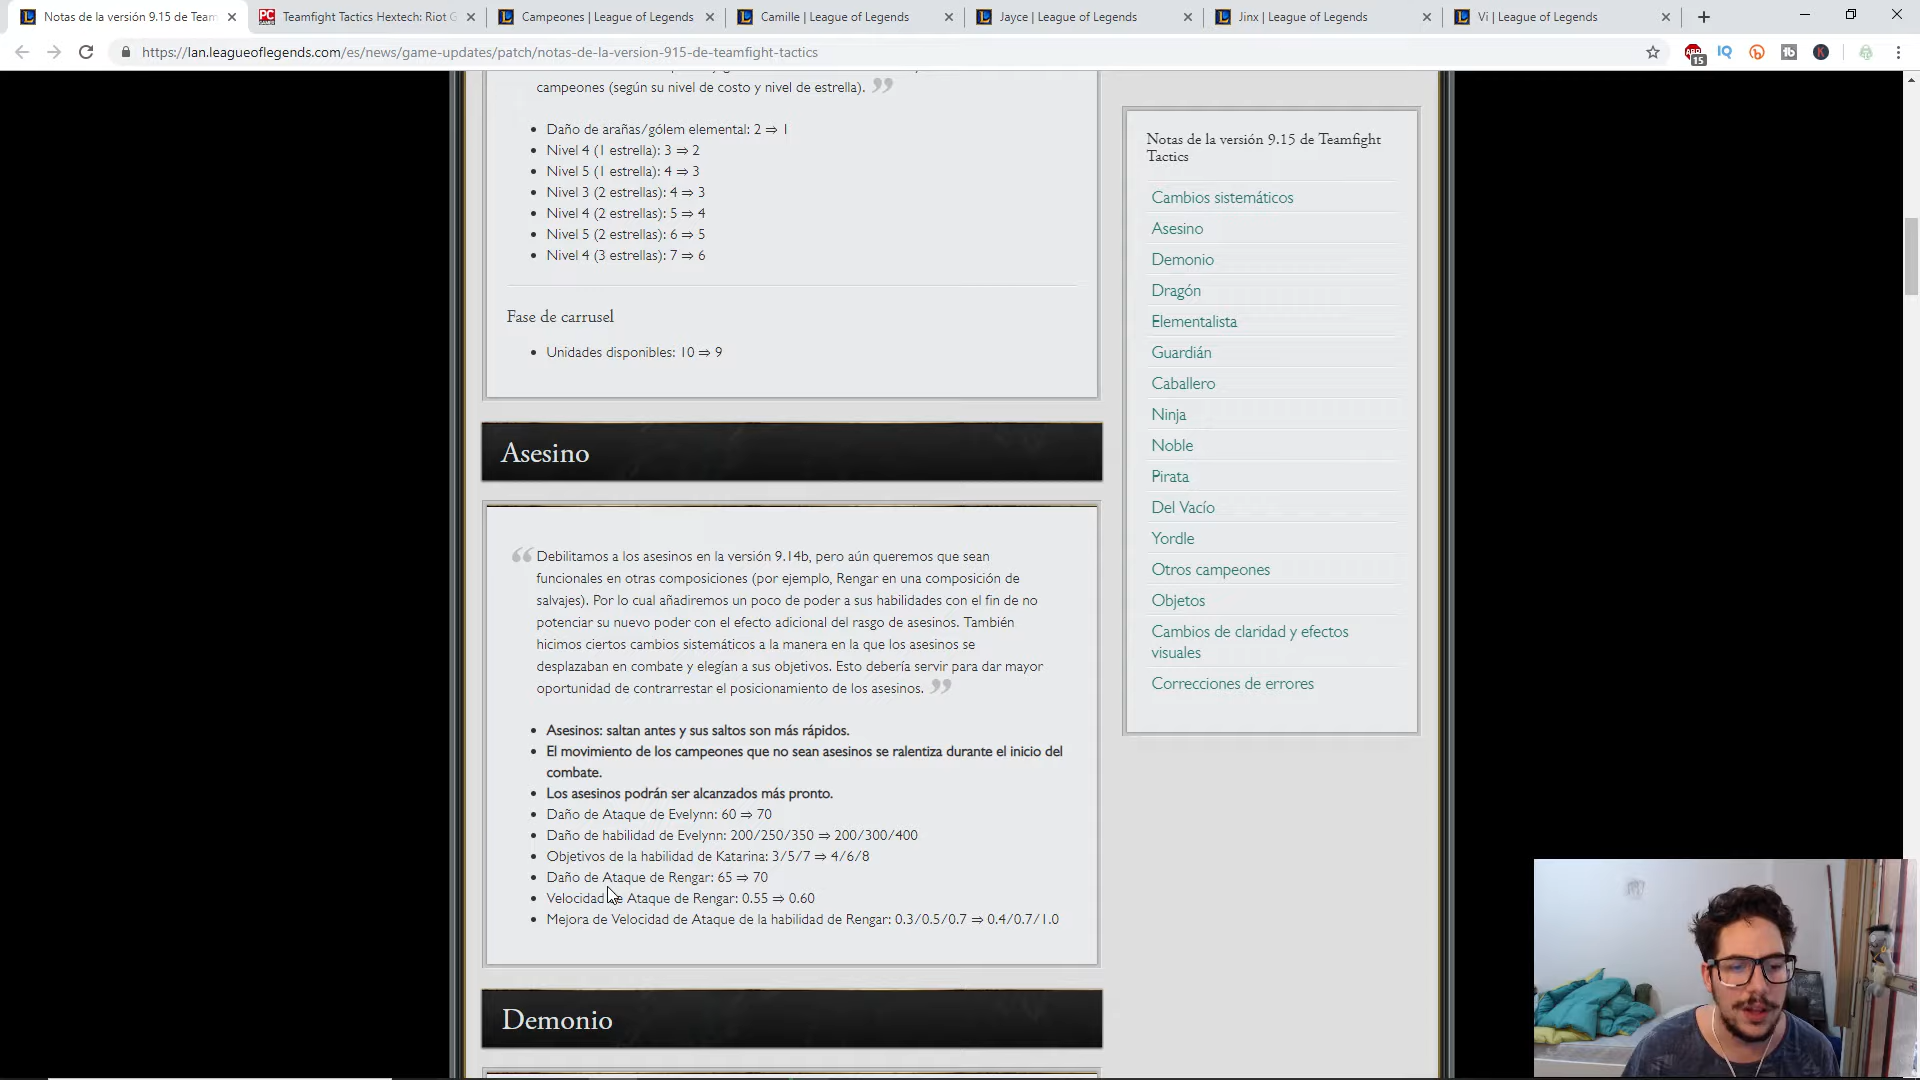 Notas de la versión 9.15 de Team
Teamfight Tactics Hextech: Riot G
Campeones | League of Legends
Camille | League of Legends
Jayce | League of Legends
Jinx | League of Legends
Vi | League of Legends
https://lan.leagueoflegends.com/es/news/game-updates/patch/notas-de-la-version-915-de-teamfight-tactics
campeones (según su nivel de costo y nivel de estrella).
Daño de arañas/gólem elemental: 2 ⇒ 1
Nivel 4 (1 estrella): 3 ⇒ 2
Nivel 5 (1 estrella): 4 ⇒ 3
Nivel 3 (2 estrellas): 4 ⇒ 3
Nivel 4 (2 estrellas): 5 ⇒ 4
Nivel 5 (2 estrellas): 6 ⇒ 5
Nivel 4 (3 estrellas): 7 ⇒ 6
Fase de carrusel
Unidades disponibles: 10 ⇒ 9
Asesino
Debilitamos a los asesinos en la versión 9.14b, pero aún queremos que sean
funcionales en otras composiciones (por ejemplo, Rengar en una composición de
salvajes). Por lo cual añadiremos un poco de poder a sus habilidades con el fin de no
potenciar su nuevo poder con el efecto adicional del rasgo de asesinos. También
hicimos ciertos cambios sistemáticos a la manera en la que los asesinos se
desplazaban en combate y elegían a sus objetivos. Esto debería servir para dar mayor
oportunidad de contrarrestar el posicionamiento de los asesinos.
Asesinos: saltan antes y sus saltos son más rápidos.
El movimiento de los campeones que no sean asesinos se ralentiza durante el inicio del
combate.
Los asesinos podrán ser alcanzados más pronto.
Daño de Ataque de Evelynn: 60 ⇒ 70
Daño de habilidad de Evelynn: 200/250/350 ⇒ 200/300/400
Objetivos de la habilidad de Katarina: 3/5/7 ⇒ 4/6/8
Daño de Ataque de Rengar: 65 ⇒ 70
Velocidad de Ataque de Rengar: 0.55 ⇒ 0.60
Mejora de Velocidad de Ataque de la habilidad de Rengar: 0.3/0.5/0.7 ⇒ 0.4/0.7/1.0
Demonio
Notas de la versión 9.15 de Teamfight
Tactics
Cambios sistemáticos
Asesino
Demonio
Dragón
Elementalista
Guardián
Caballero
Ninja
Noble
Pirata
Del Vacío
Yordle
Otros campeones
Objetos
Cambios de claridad y efectos
visuales
Correcciones de errores